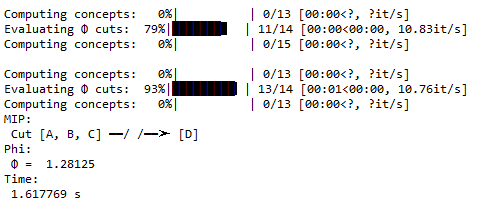 Computing concepts:   0%|          | 0/13 [00:00<?, ?it/s]
Evaluating Φ cuts:  79%|███████▊  | 11/14 [00:00<00:00, 10.83it/s]
Computing concepts:   0%|          | 0/15 [00:00<?, ?it/s]

Computing concepts:   0%|          | 0/13 [00:00<?, ?it/s]
Evaluating Φ cuts:  93%|█████████▎| 13/14 [00:01<00:00, 10.76it/s]
Computing concepts:   0%|          | 0/13 [00:00<?, ?it/s]
MIP:
 Cut [A, B, C] ━━/ /━━➤ [D]
Phi:
 Φ =  1.28125
Time:
 1.617769 s